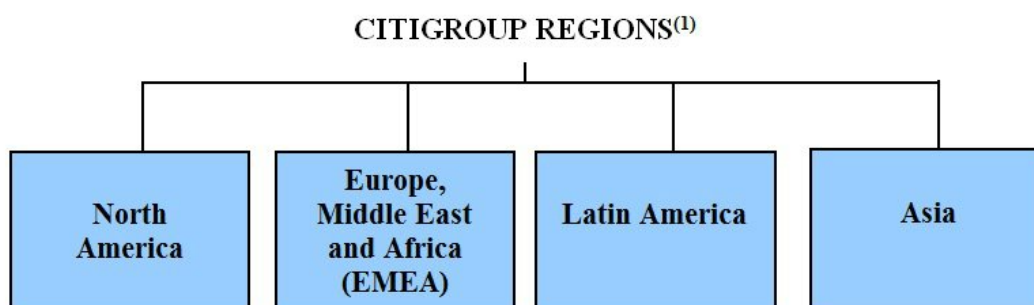 CITIGROUP REGIONS(1)
North
America
Europe,
Middle East
and Africa
(EMEA)
Latin America
Asia